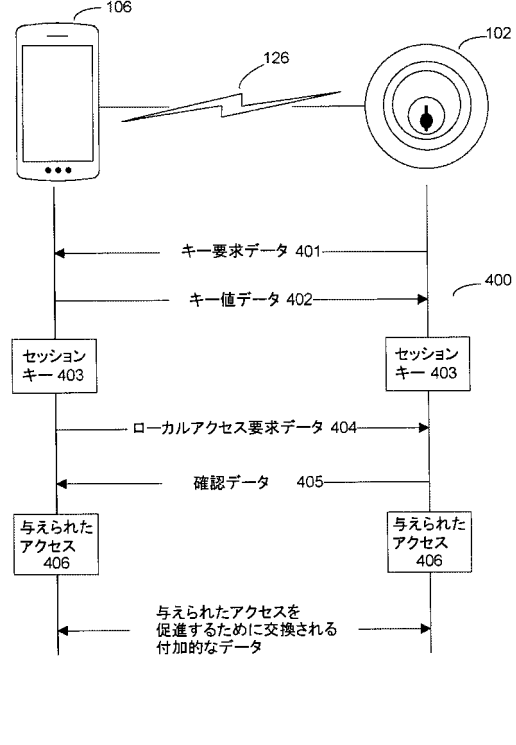 106
102
126
キー要求データ 401
400
キー値データ 402
セッション
キー 403
セッション
キー 403
ローカルアクセス要求データ 404
確認データ 405
与えられた
アクセス
406
与えられた
アクセス
406
与えられたアクセスを
促進するために交換される
付加的なデータ